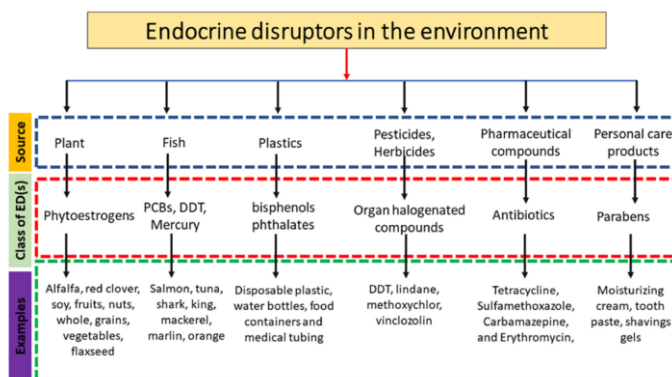 Endocrine disruptors in the environment
Source
Plant
Fish
Plastics
Pesticides,
Herbicides
Pharmaceutical
compounds
Personal care
products
Class of ED(s)
Phytoestrogens
PCBs, DDT,
Mercury
bisphenols
phthalates
Organ halogenated
compounds
Antibiotics
Parabens
Examples
Alfalfa, red clover,
soy, fruits, nuts,
whole, grains,
vegetables,
flaxseed
Salmon, tuna,
shark, king,
mackerel,
marlin, orange
Disposable plastic,
water bottles, food
containers and
medical tubing
DDT, lindane,
methoxychlor,
vinclozolin
Tetracycline,
Sulfamethoxazole,
Carbamazepine,
and Erythromycin,
Moisturizing
cream, tooth
paste, shavings
gels